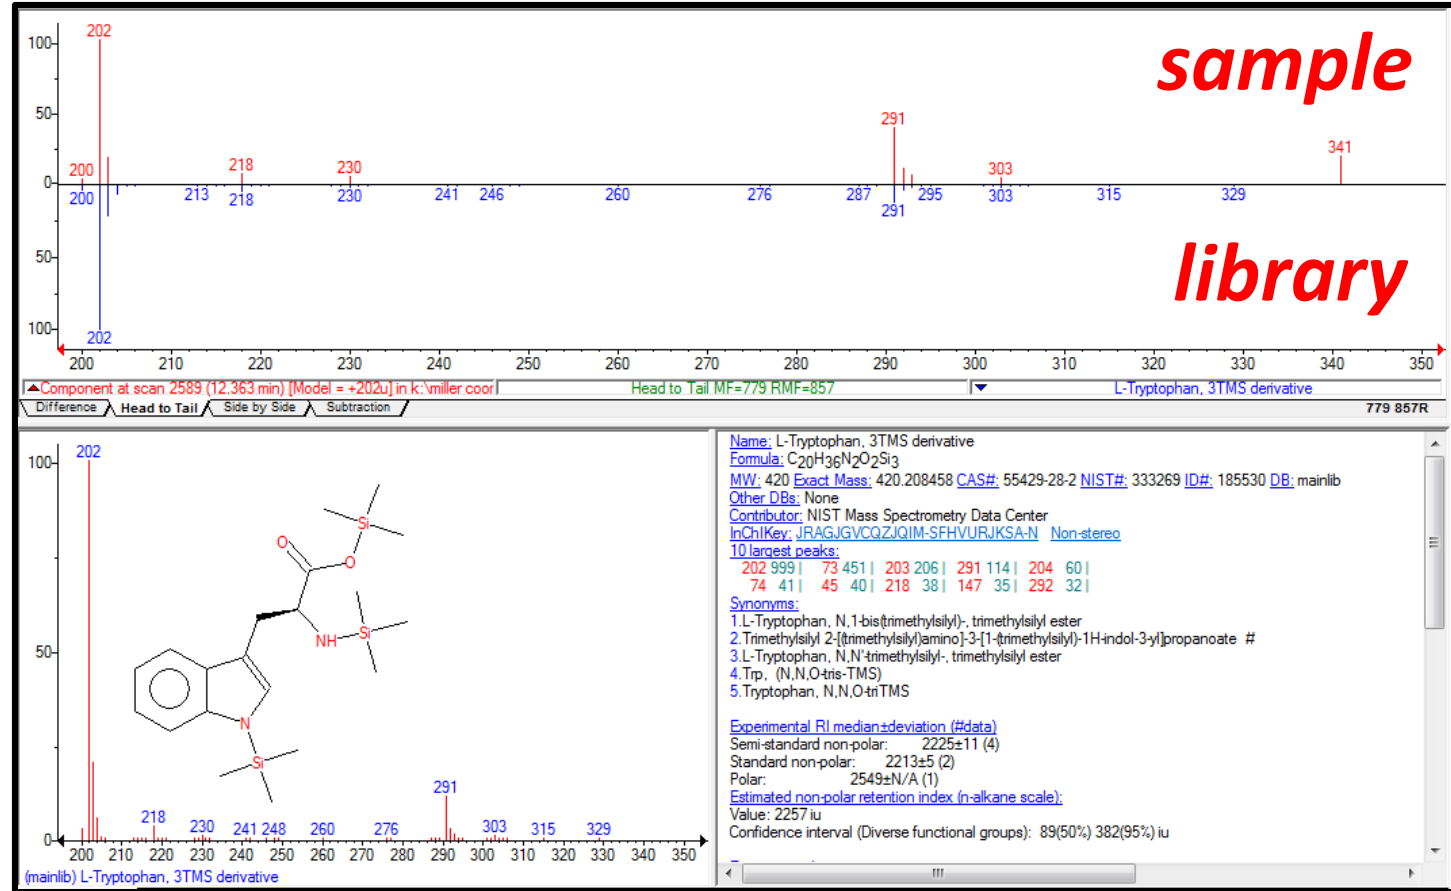 sample
100
50
0
50
100
202
200
218
230
291
303
341
200
213
218
230
241
246
260
276
287
291
295
303
315
329
202
library
200 210 220 230 240 250 260 270 280 290 300 310 320 330 340 350
Component at scan 2589 (12.363 min) [Model = +202u] in k:\miller coor
Head to Tail MF=779 RMF=857
L-Tryptophan, 3TMS derivative
Difference Head to Tail Side by Side Subtraction
779 857R
100
50
0
202
218
230
241
248
260
276
291
303
315
329
Si
O
O
NH
Si
N
Si
200 210 220 230 240 250 260 270 280 290 300 310 320 330 340 350
(mainlib) L-Tryptophan, 3TMS derivative
Name: L-Tryptophan, 3TMS derivative
Formula: C20H36N2O2Si3
MW: 420 Exact Mass: 420.208458 CAS#: 55429-28-2 NIST#: 333269 ID#: 185530 DB: mainlib
Other DBs: None
Contributor: NIST Mass Spectrometry Data Center
InChIKey: JRAGJGVCQZJQIM-SFHVURJKSA-N Non-stereo
10 largest peaks:
202 999 | 73 451 | 203 206 | 291 114 | 204 60 |
74 41 | 45 40 | 218 38 | 147 35 | 292 32 |
Synonyms:
1.L-Tryptophan, N,1-bis(trimethylsilyl)-, trimethylsilyl ester
2.Trimethylsilyl 2-[(trimethylsilyl)amino]-3-[1-(trimethylsilyl)-1H-indol-3-yl]propanoate #
3.L-Tryptophan, N,N'-trimethylsilyl-, trimethylsilyl ester
4.Trp, (N,N,O-tris-TMS)
5.Tryptophan, N,N,O-triTMS
Experimental RI median±deviation (#data)
Semi-standard non-polar: 2225±11 (4)
Standard non-polar: 2213±5 (2)
Polar: 2549±N/A (1)
Estimated non-polar retention index (n-alkane scale):
Value: 2257 iu
Confidence interval (Diverse functional groups): 89(50%) 382(95%) iu